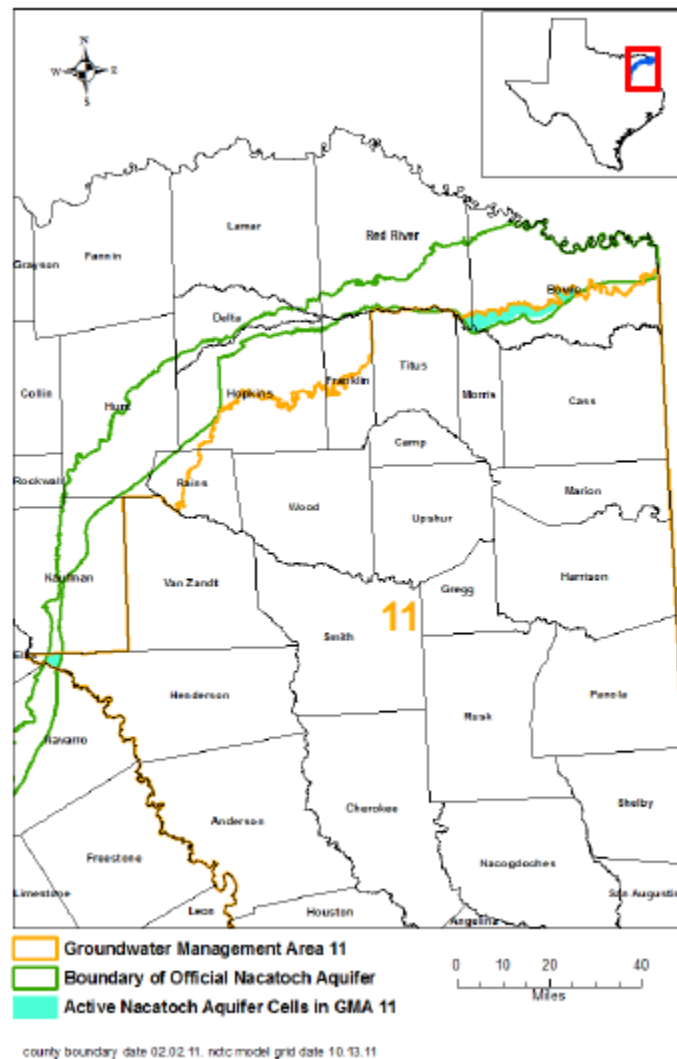 N
W E
S
Lamar
Red River
Fannin
Grayson
Bowie
Delta
Titus
Franklin
Hopkins
Morris
Cass
Collin
Hunt
Camp
Rockwall
Rains
Wood
Marion
Upshur
Kaufman
Van Zandt
Gregg
Harrison
11
Smith
Henderson
Rusk
Panola
Navarro
Anderson
Cherokee
Shelby
Freestone
Nacogdoches
Limestone
Leon
Houston
San Augustin
Angelina
Groundwater Management Area 11
Boundary of Official Nacatoch Aquifer
Active Nacatoch Aquifer Cells in GMA 11
0 10 20 40
Miles
county boundary date 02.02.11. nctc model grid date 10.13.11